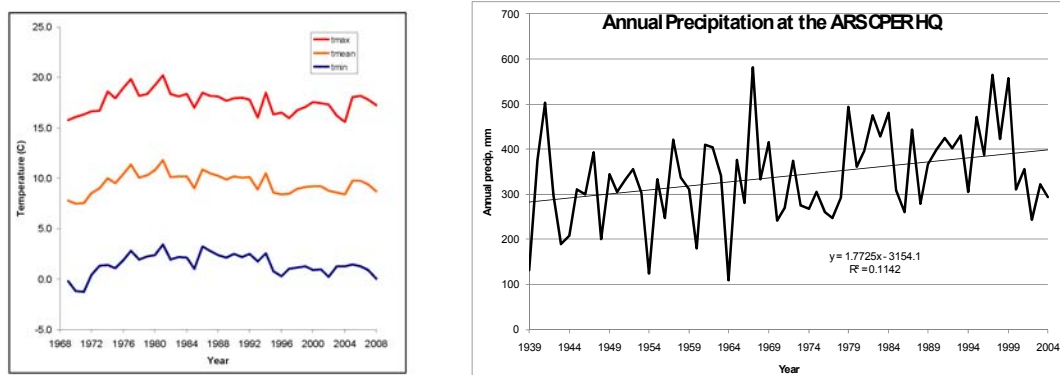 tmax
tmean
tmin
25.0
20.0
15.0
10.0
5.0
0.0
-5.0
Temperature (C)
1968 1972 1976 1980 1984 1988 1992 1996 2000 2004 2008
Year
Annual Precipitation at the ARSCPER HQ
700
600
500
400
300
200
100
0
Annual precip, mm
y = 1.7725x - 3154.1
R² = 0.1142
1939 1944 1949 1954 1959 1964 1969 1974 1979 1984 1989 1994 1999 2004
Year